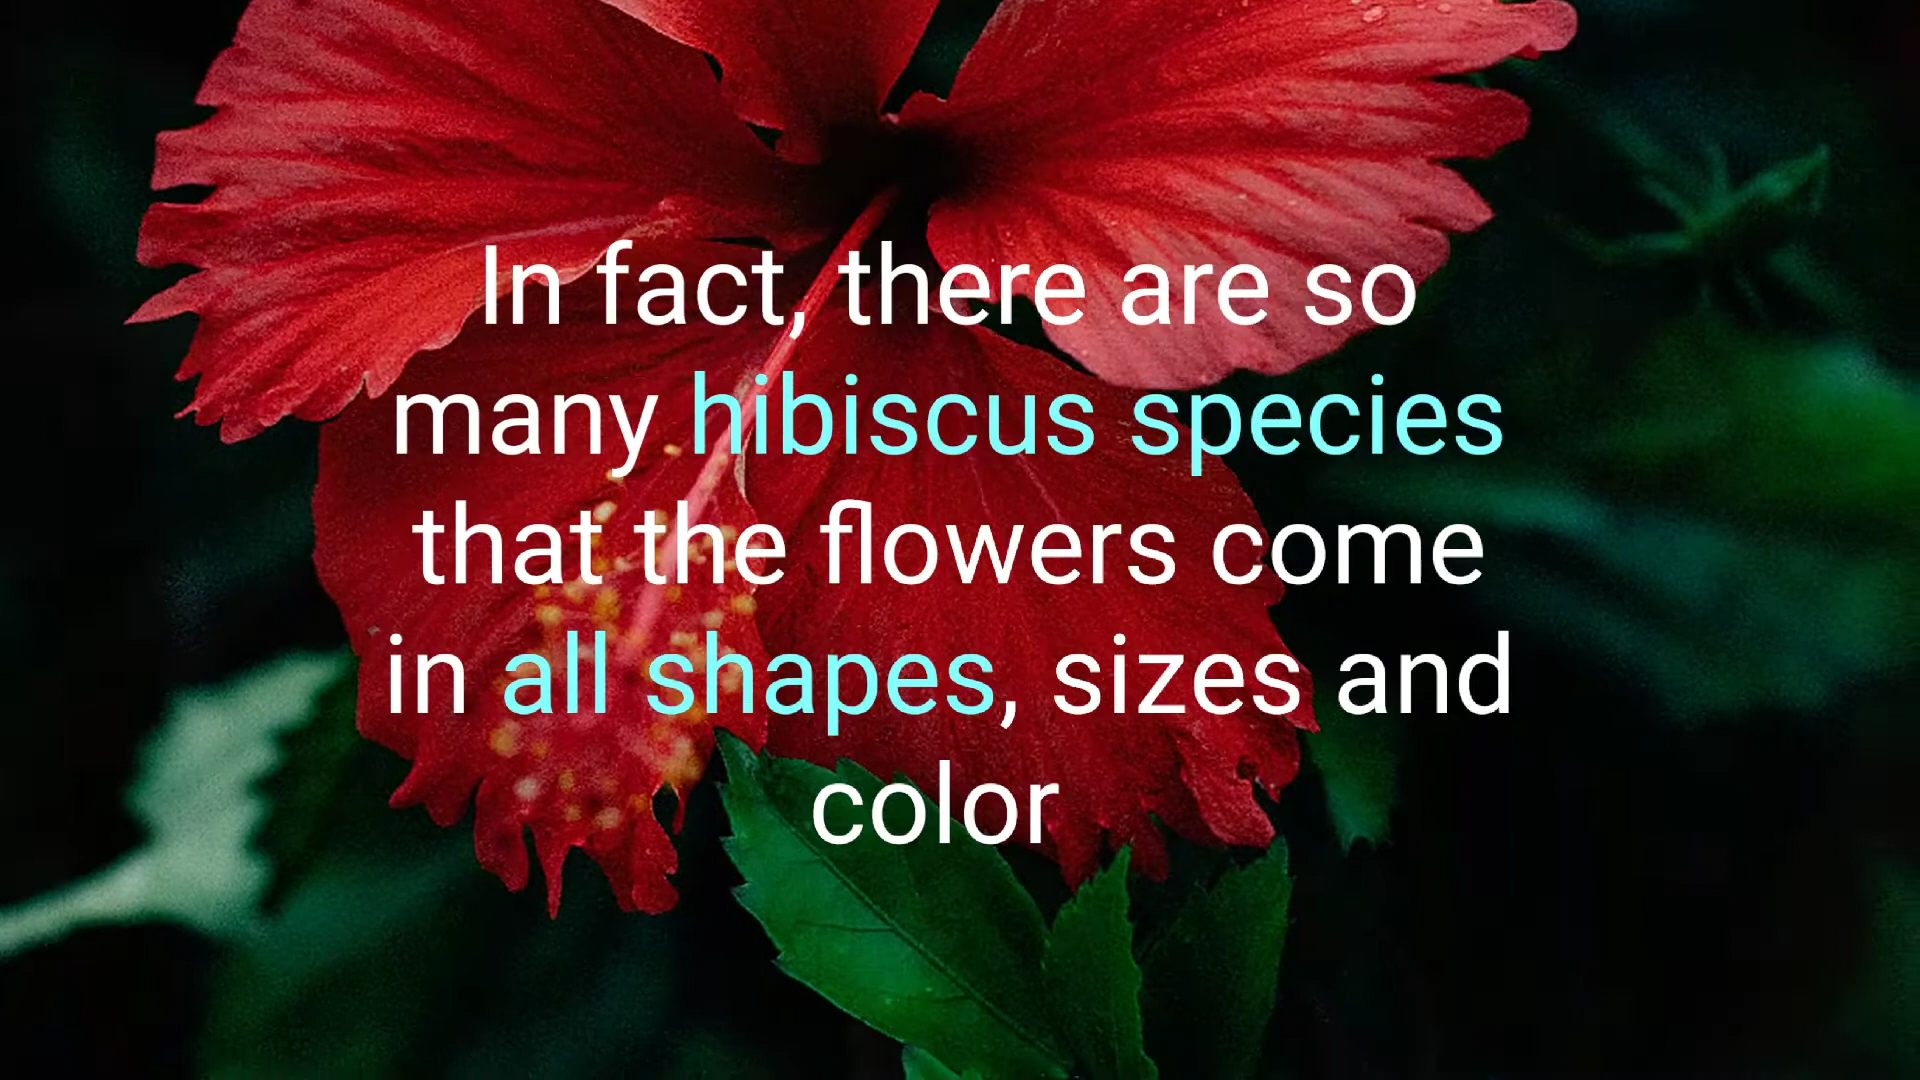 In fact, there are so
many hibiscus species
that the flowers come
in all shapes, sizes and
color